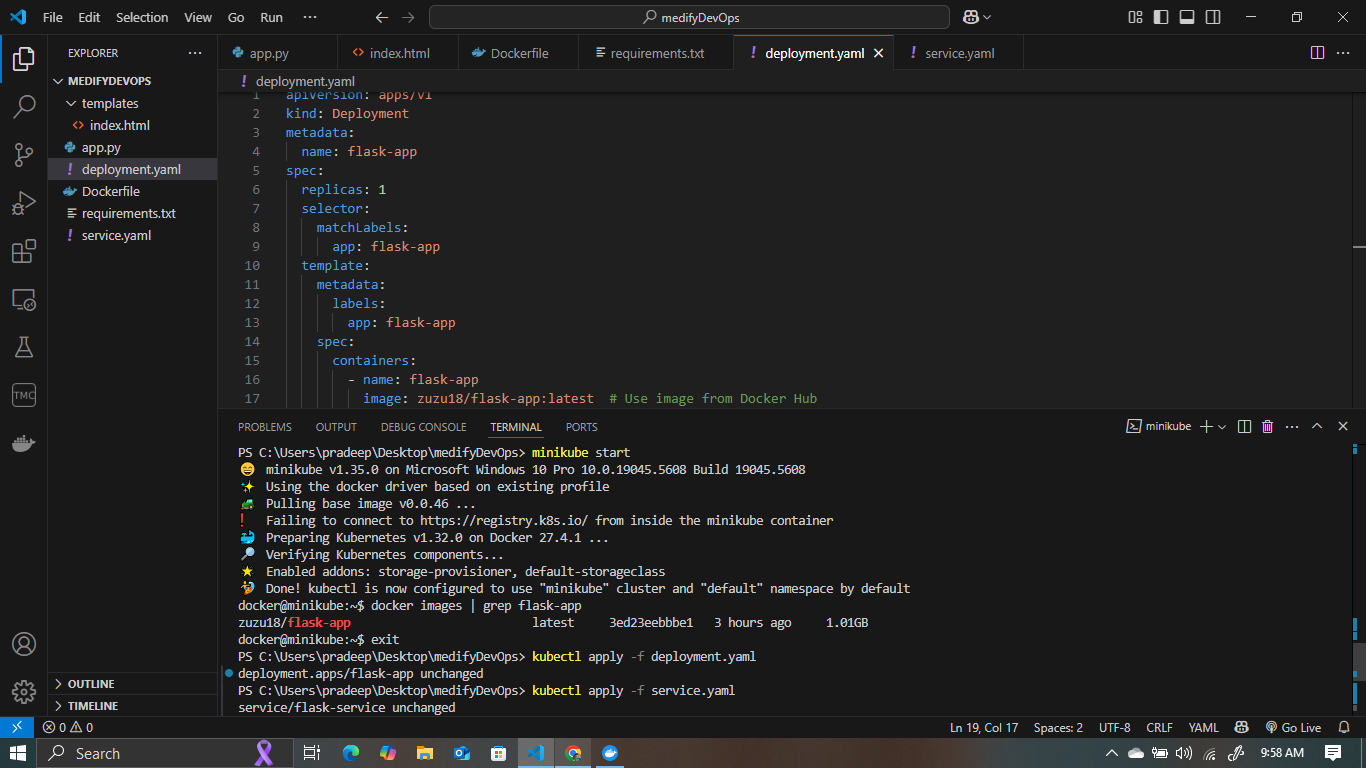 File Edit Selection View Go Run ··· medifyDevOps
EXPLORER ···
MEDIFYDEVOPS
templates
index.html
app.py
deployment.yaml
Dockerfile
requirements.txt
service.yaml
OUTLINE
TIMELINE
TMC
app.py index.html Dockerfile requirements.txt deployment.yaml service.yaml
deployment.yaml
1 apiVersion: apps/v1
2 kind: Deployment
3 metadata:
4 name: flask-app
5 spec:
6 replicas: 1
7 selector:
8 matchLabels:
9 app: flask-app
10 template:
11 metadata:
12 labels:
13 app: flask-app
14 spec:
15 containers:
16 - name: flask-app
17 image: zuzu18/flask-app:latest # Use image from Docker Hub
PROBLEMS OUTPUT DEBUG CONSOLE TERMINAL PORTS minikube
PS C:\Users\pradeep\Desktop\medifyDevOps> minikube start
minikube v1.35.0 on Microsoft Windows 10 Pro 10.0.19045.5608 Build 19045.5608
Using the docker driver based on existing profile
Pulling base image v0.0.46 ...
Failing to connect to https://registry.k8s.io/ from inside the minikube container
Preparing Kubernetes v1.32.0 on Docker 27.4.1 ...
Verifying Kubernetes components...
Enabled addons: storage-provisioner, default-storageclass
Done! kubectl is now configured to use "minikube" cluster and "default" namespace by default
docker@minikube:~$ docker images | grep flask-app
zuzu18/flask-app latest 3ed23eebbbe1 3 hours ago 1.01GB
docker@minikube:~$ exit
PS C:\Users\pradeep\Desktop\medifyDevOps> kubectl apply -f deployment.yaml
deployment.apps/flask-app unchanged
PS C:\Users\pradeep\Desktop\medifyDevOps> kubectl apply -f service.yaml
service/flask-service unchanged
0 0 Ln 19, Col 17 Spaces: 2 UTF-8 CRLF YAML Go Live
Search 9:58 AM